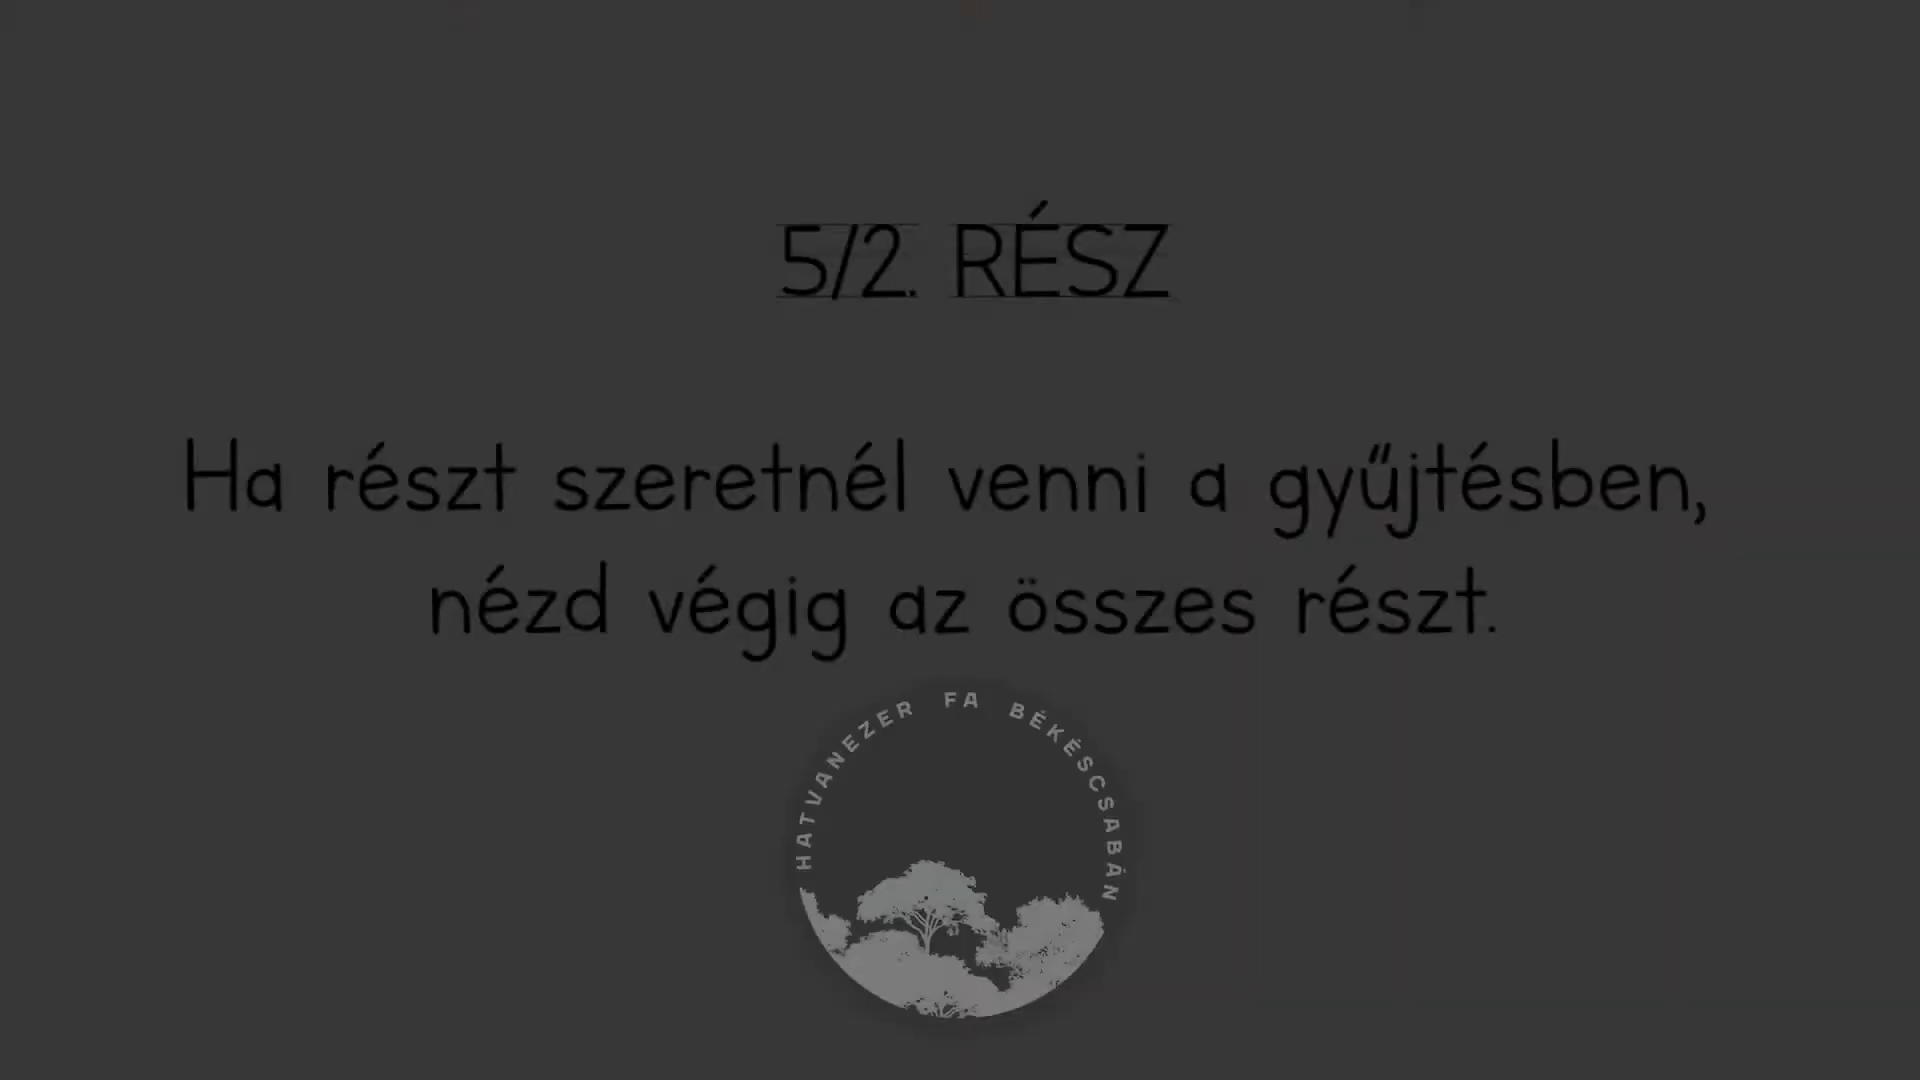 5/2. RÉSZ
Ha részt szeretnél venni a gyűjtésben,
nézd végig az összes részt.
HATVANEZER FA BÉKÉSCSABÁN